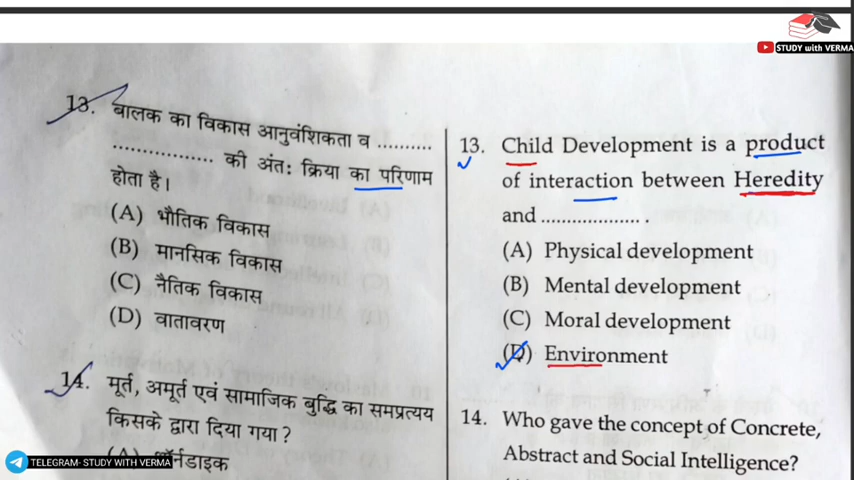 STUDY with VERMA
13. बालक का विकास आनुवंशिकता व ..........
................. की अंतः क्रिया का परिणाम
होता है।
(A) भौतिक विकास
(B) मानसिक विकास
(C) नैतिक विकास
(D) वातावरण
14. मूर्त, अमूर्त एवं सामाजिक बुद्धि का समप्रत्यय
किसके द्वारा दिया गया?
(A) थॉर्नडाइक
13. Child Development is a product
of interaction between Heredity
and ................... .
(A) Physical development
(B) Mental development
(C) Moral development
(D) Environment
14. Who gave the concept of Concrete,
Abstract and Social Intelligence?
TELEGRAM- STUDY WITH VERMA